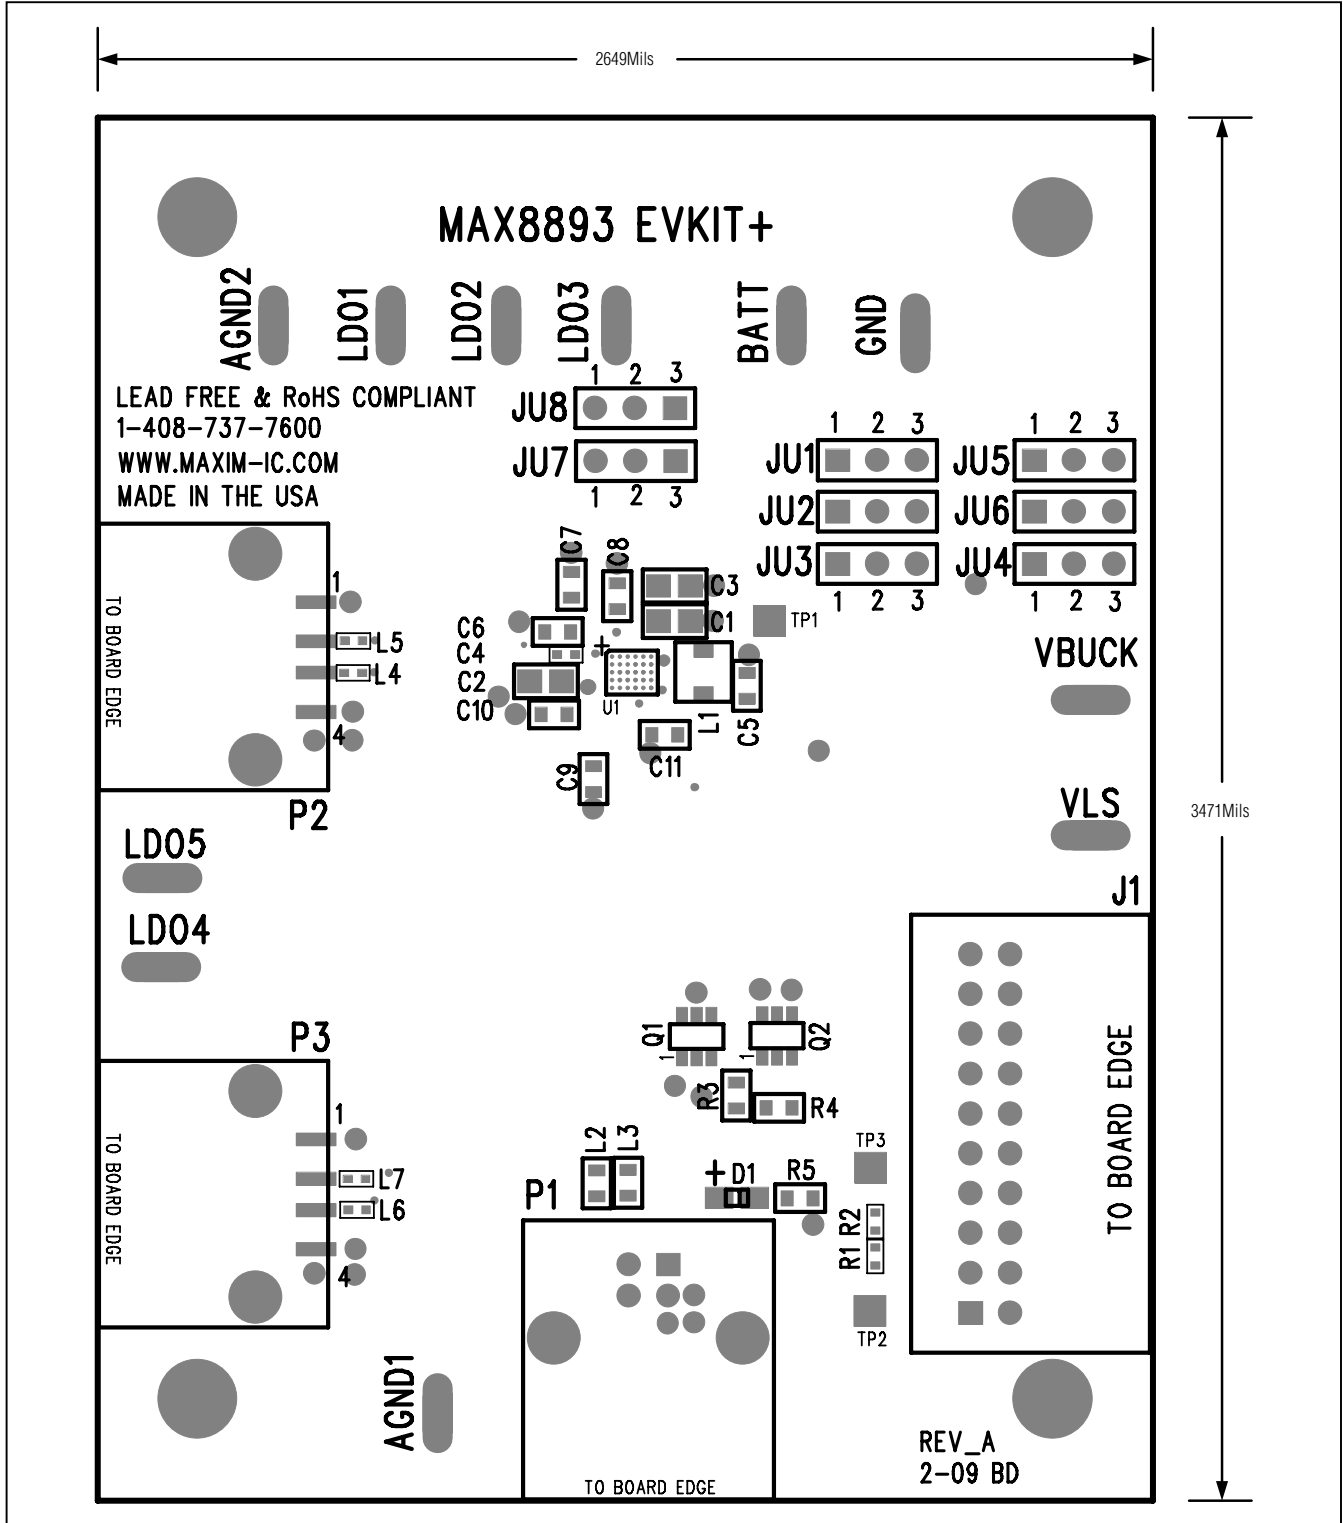 2649Mils
MAX8893 EVKIT+
AGND2
LDO1
LDO2
LDO3
BATT
GND
LEAD FREE & RoHS COMPLIANT
1-408-737-7600
WWW.MAXIM-IC.COM
MADE IN THE USA
1 2 3
JU8
JU7
1 2 3
1 2 3
JU1
JU2
JU3
1 2 3
1 2 3
JU5
JU6
JU4
1 2 3
C7
C8
C3
C1
TP1
C6
C4
C2
C10
+
U1
L1
C5
C11
C9
VBUCK
VLS
3471Mils
TO BOARD EDGE
1
L5
L4
4
P2
LDO5
LDO4
J1
TO BOARD EDGE
P3
TO BOARD EDGE
1
L7
L6
4
Q1
1
Q2
1
R3
R4
L2
L3
+
D1
R5
TP3
R2
R1
TP2
P1
TO BOARD EDGE
AGND1
REV_A
2-09 BD